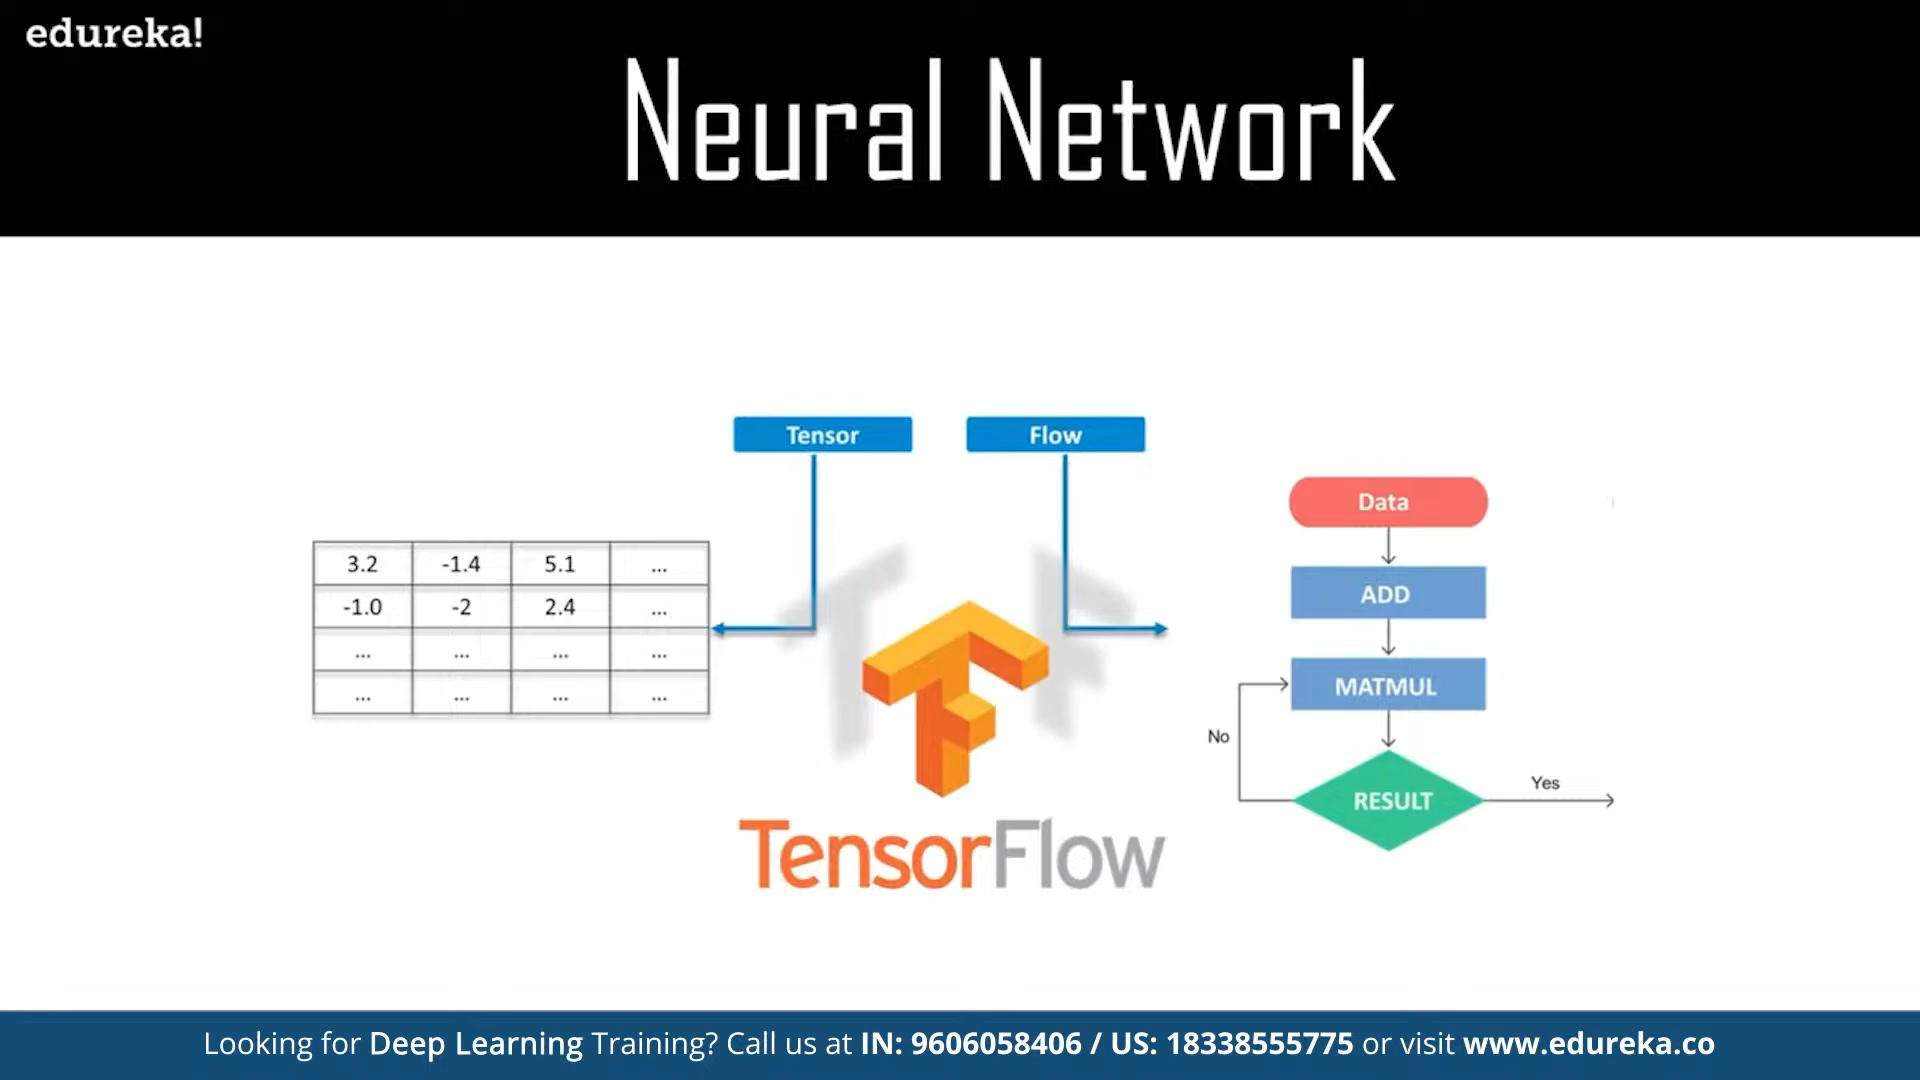 edureka!
Neural Network
Tensor
Flow
3.2 -1.4 5.1 ...
-1.0 -2 2.4 ...
... ... ... ...
... ... ... ...
Data
ADD
MATMUL
No
RESULT
Yes
TF
TensorFlow
Looking for Deep Learning Training? Call us at IN: 9606058406 / US: 18338555775 or visit www.edureka.co